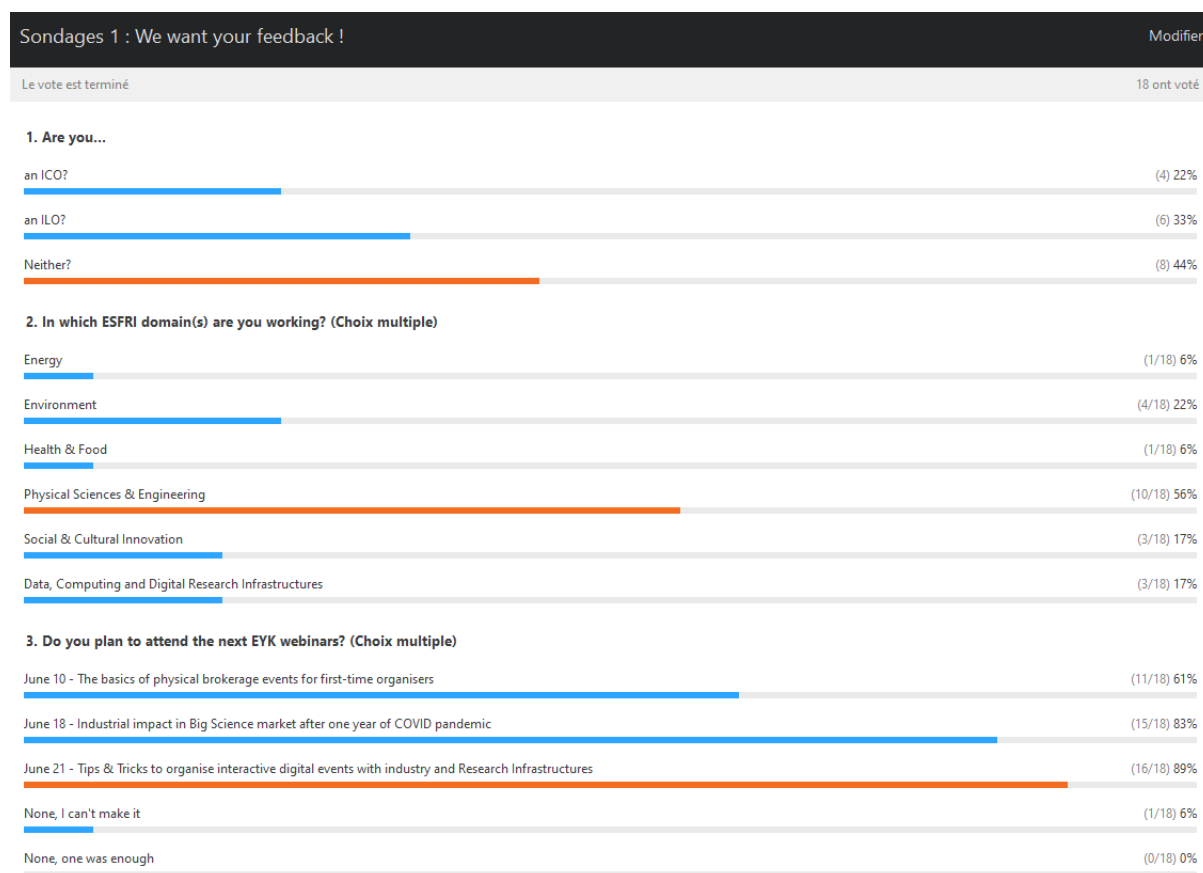 Sondages 1 : We want your feedback ! Modifier
Le vote est terminé 18 ont voté
1. Are you...
an ICO? (4) 22%
an ILO? (6) 33%
Neither? (8) 44%
2. In which ESFRI domain(s) are you working? (Choix multiple)
Energy (1/18) 6%
Environment (4/18) 22%
Health & Food (1/18) 6%
Physical Sciences & Engineering (10/18) 56%
Social & Cultural Innovation (3/18) 17%
Data, Computing and Digital Research Infrastructures (3/18) 17%
3. Do you plan to attend the next EYK webinars? (Choix multiple)
June 10 - The basics of physical brokerage events for first-time organisers (11/18) 61%
June 18 - Industrial impact in Big Science market after one year of COVID pandemic (15/18) 83%
June 21 - Tips & Tricks to organise interactive digital events with industry and Research Infrastructures (16/18) 89%
None, I can't make it (1/18) 6%
None, one was enough (0/18) 0%